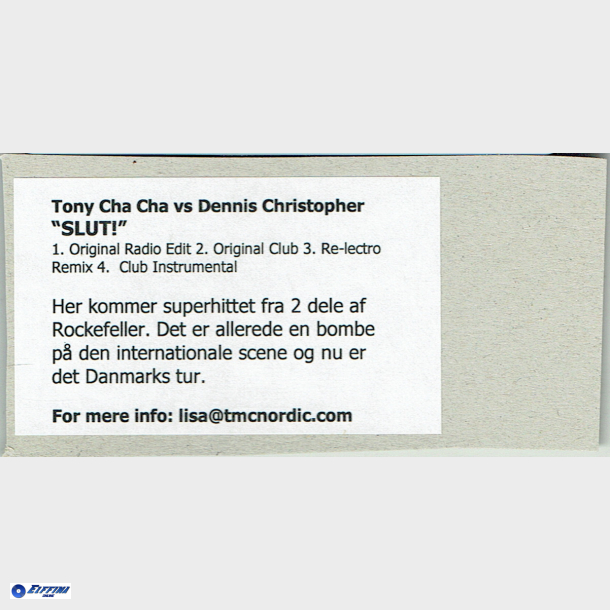 Tony Cha Cha vs Dennis Christopher
“SLUT!”
1. Original Radio Edit 2. Original Club 3. Re-lectro
Remix 4.  Club Instrumental
Her kommer superhittet fra 2 dele af
Rockefeller. Det er allerede en bombe
på den internationale scene og nu er
det Danmarks tur.
For mere info: lisa@tmcnordic.com
EIFFINI